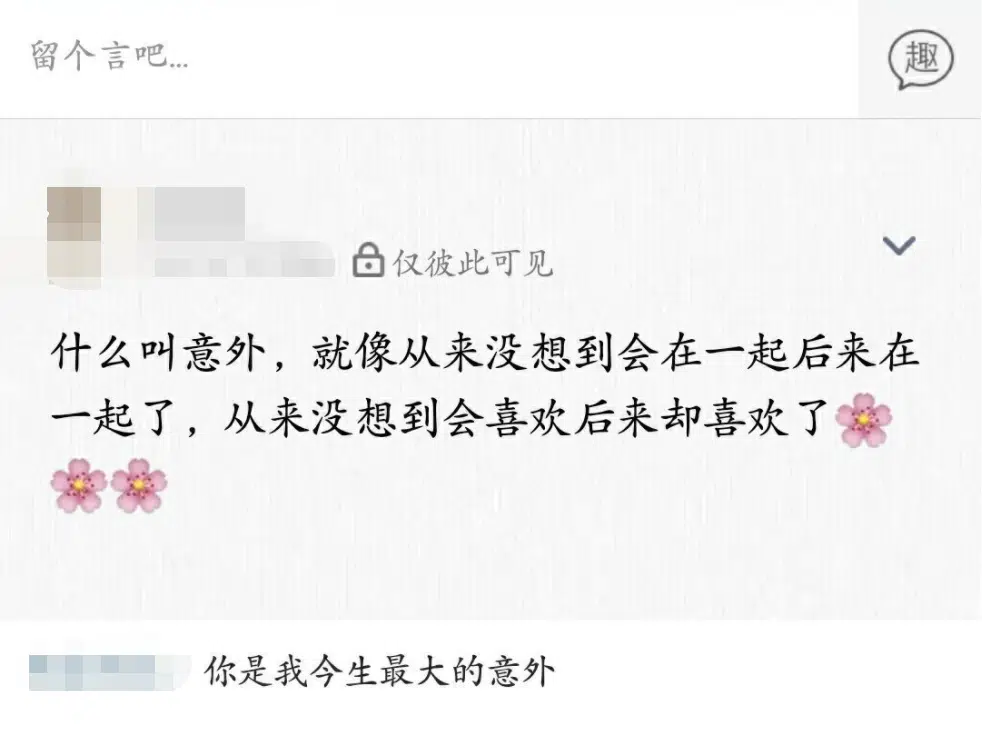 留个言吧...
趣
仅彼此可见
什么叫意外，就像从来没想到会在一起后来在
一起了，从来没想到会喜欢后来却喜欢了🌸
🌸🌸
你是我今生最大的意外